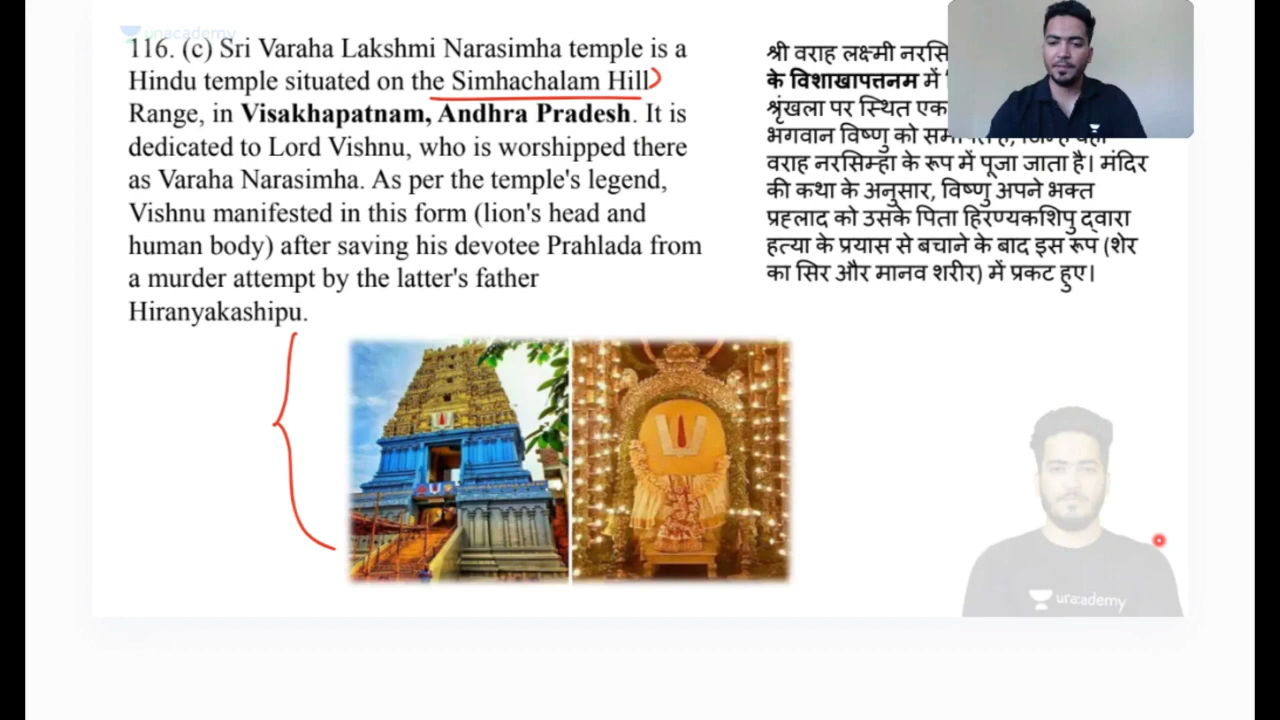 unacademy
116. (c) Sri Varaha Lakshmi Narasimha temple is a
Hindu temple situated on the Simhachalam Hill
Range, in Visakhapatnam, Andhra Pradesh. It is
dedicated to Lord Vishnu, who is worshipped there
as Varaha Narasimha. As per the temple's legend,
Vishnu manifested in this form (lion's head and
human body) after saving his devotee Prahlada from
a murder attempt by the latter's father
Hiranyakashipu.
श्री वराह लक्ष्मी नरसि
के विशाखापत्तनम में
श्रृंखला पर स्थित एक
भगवान विष्णु को
वराह नरसिम्हा के रूप में पूजा जाता है। मंदिर
की कथा के अनुसार, विष्णु अपने भक्त
प्रह्लाद को उसके पिता हिरण्यकशिपु द्वारा
हत्या के प्रयास से बचाने के बाद इस रूप (शेर
का सिर और मानव शरीर) में प्रकट हुए।
unacademy